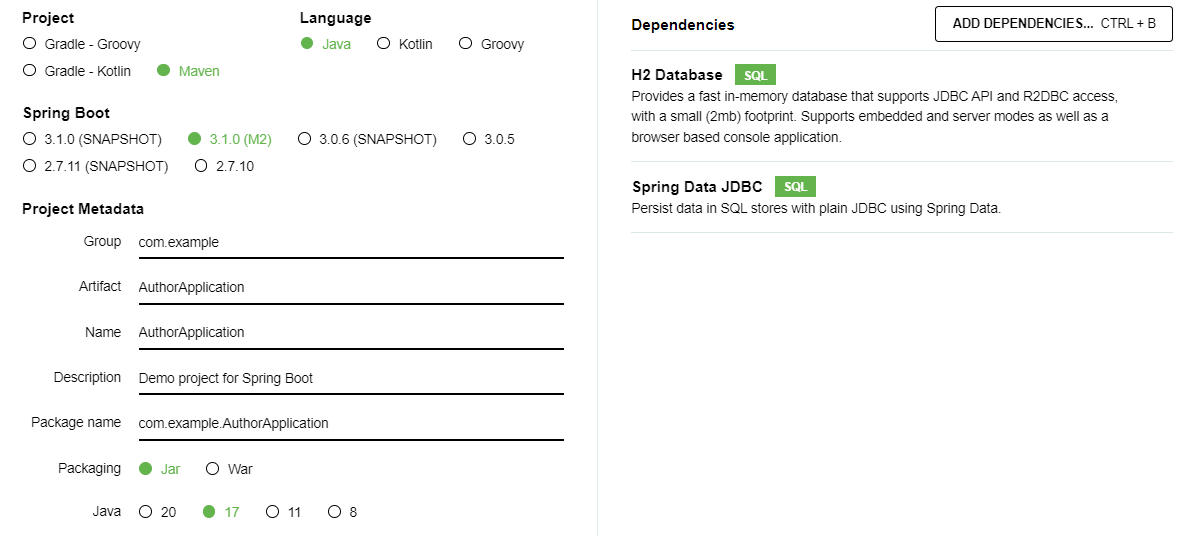 Project
Gradle - Groovy
Gradle - Kotlin Maven
Language
Java Kotlin Groovy
Spring Boot
3.1.0 (SNAPSHOT) 3.1.0 (M2) 3.0.6 (SNAPSHOT) 3.0.5
2.7.11 (SNAPSHOT) 2.7.10
Project Metadata
Group com.example
Artifact AuthorApplication
Name AuthorApplication
Description Demo project for Spring Boot
Package name com.example.AuthorApplication
Packaging Jar War
Java 20 17 11 8
Dependencies ADD DEPENDENCIES... CTRL + B
H2 Database SQL
Provides a fast in-memory database that supports JDBC API and R2DBC access,
with a small (2mb) footprint. Supports embedded and server modes as well as a
browser based console application.
Spring Data JDBC SQL
Persist data in SQL stores with plain JDBC using Spring Data.